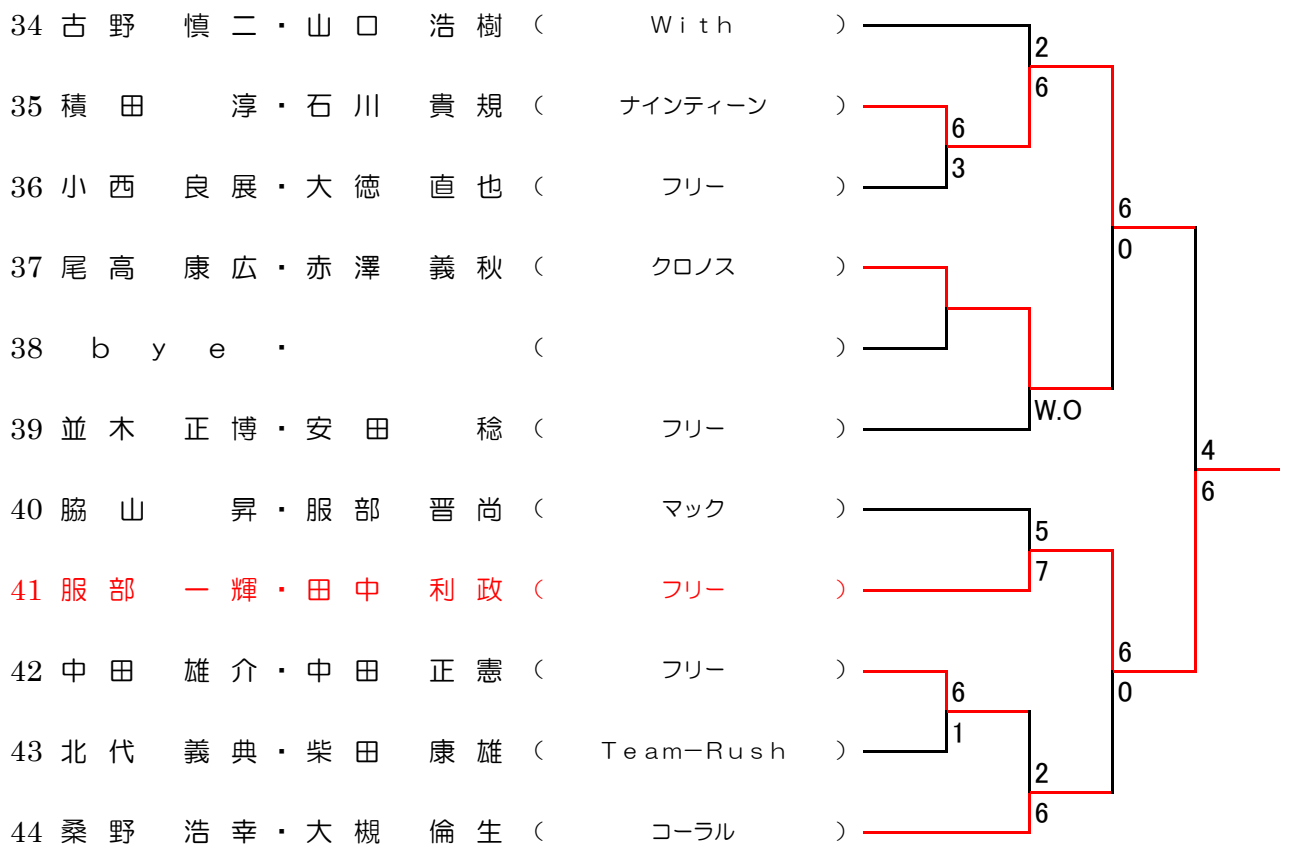 34 古野 慎二・山口 浩樹 ( Ｗｉｔｈ )
2
6
35 積田 淳・石川 貴規 ( ナインティーン )
6
3
36 小西 良展・大徳 直也 ( フリー )
6
0
37 尾高 康広・赤澤 義秋 ( クロノス )
38 ｂｙｅ・ ( )
W.O
39 並木 正博・安田 稔 ( フリー )
4
6
40 脇山 昇・服部 晋尚 ( マック )
5
7
41 服部 一輝・田中 利政 ( フリー )
6
0
42 中田 雄介・中田 正憲 ( フリー )
6
1
43 北代 義典・柴田 康雄 ( Ｔｅａｍ－Ｒｕｓｈ )
2
6
44 桑野 浩幸・大槻 倫生 ( コーラル )